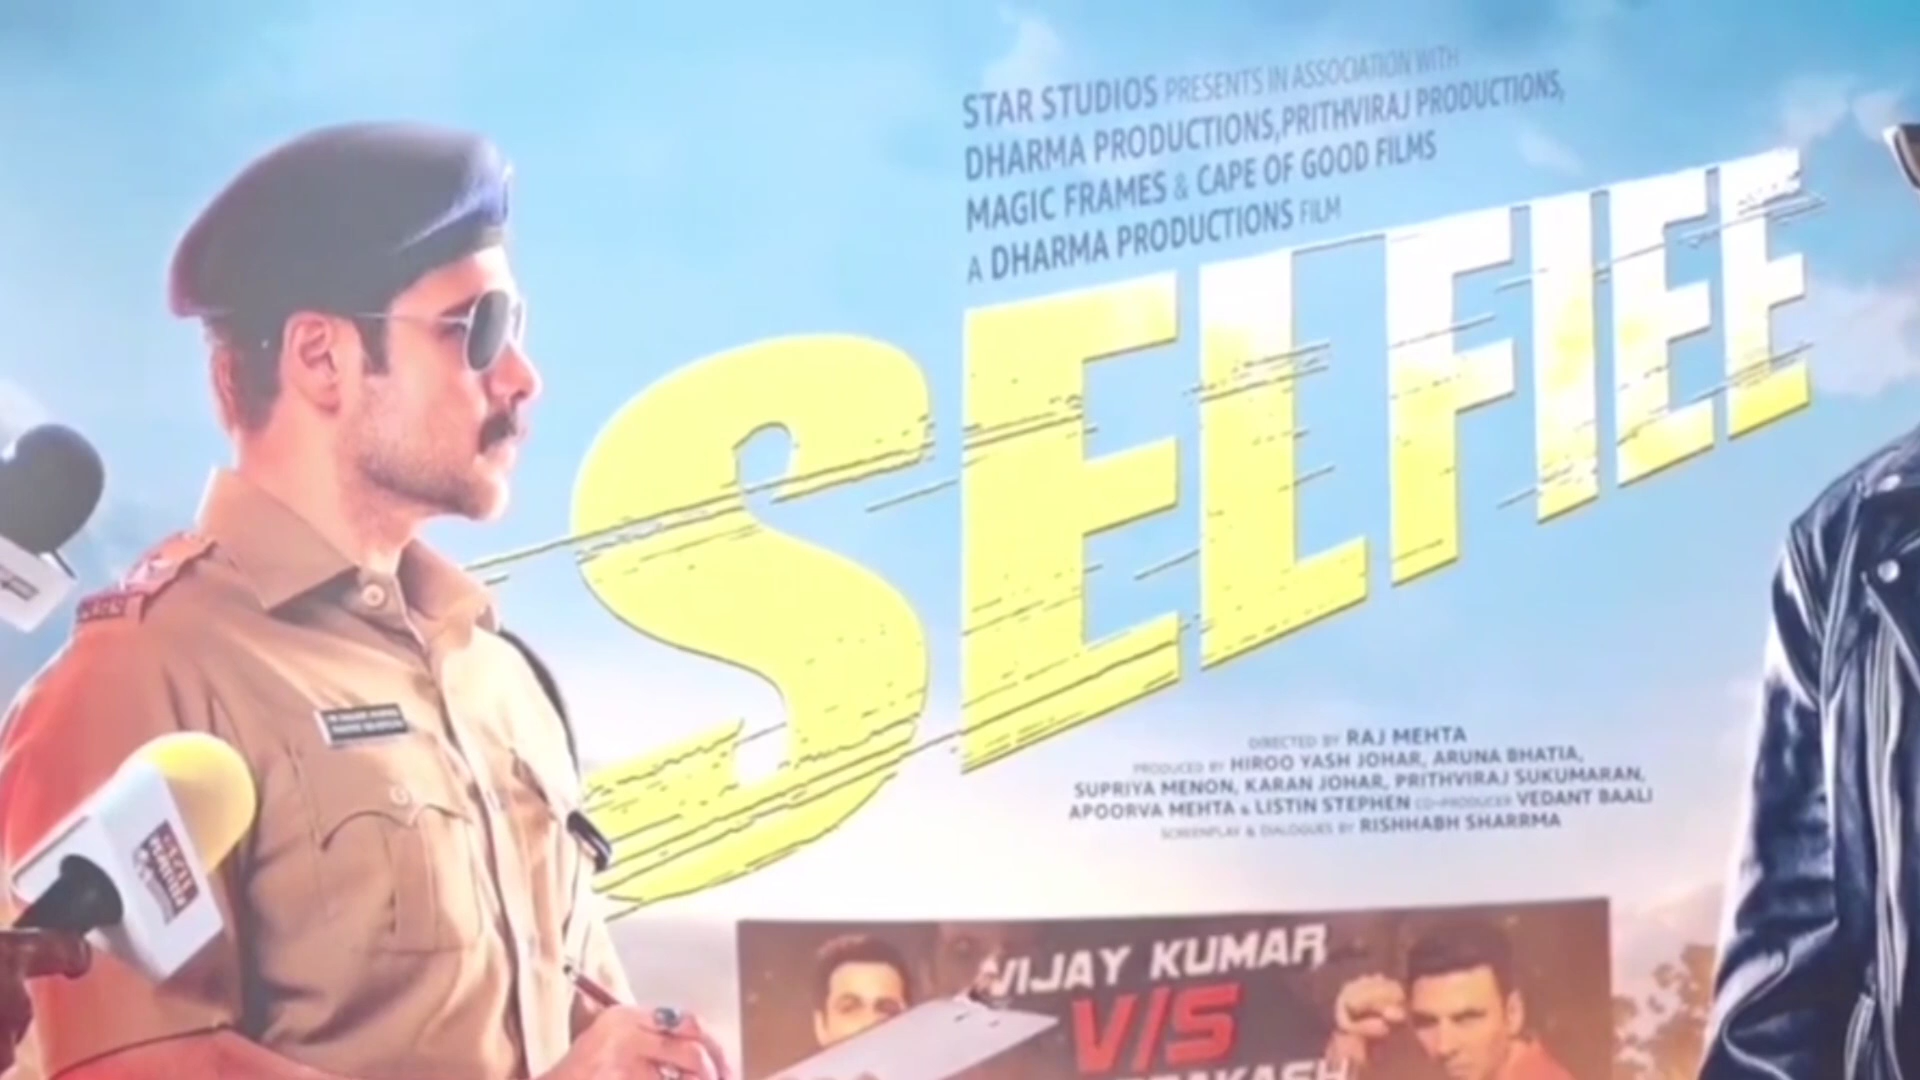 STAR STUDIOS PRESENTS IN ASSOCIATION WITH
DHARMA PRODUCTIONS, PRITHVIRAJ PRODUCTIONS,
MAGIC FRAMES & CAPE OF GOOD FILMS
A DHARMA PRODUCTIONS FILM
SELFIEE
DIRECTED BY RAJ MEHTA
PRODUCED BY HIROO YASH JOHAR, ARUNA BHATIA,
SUPRIYA MENON, KARAN JOHAR, PRITHVIRAJ SUKUMARAN,
APOORVA MEHTA & LISTIN STEPHEN CO-PRODUCER VEDANT BAALI
SCREENPLAY & DIALOGUES BY RISHHABH SHARRMA
VIJAY KUMAR
V/S